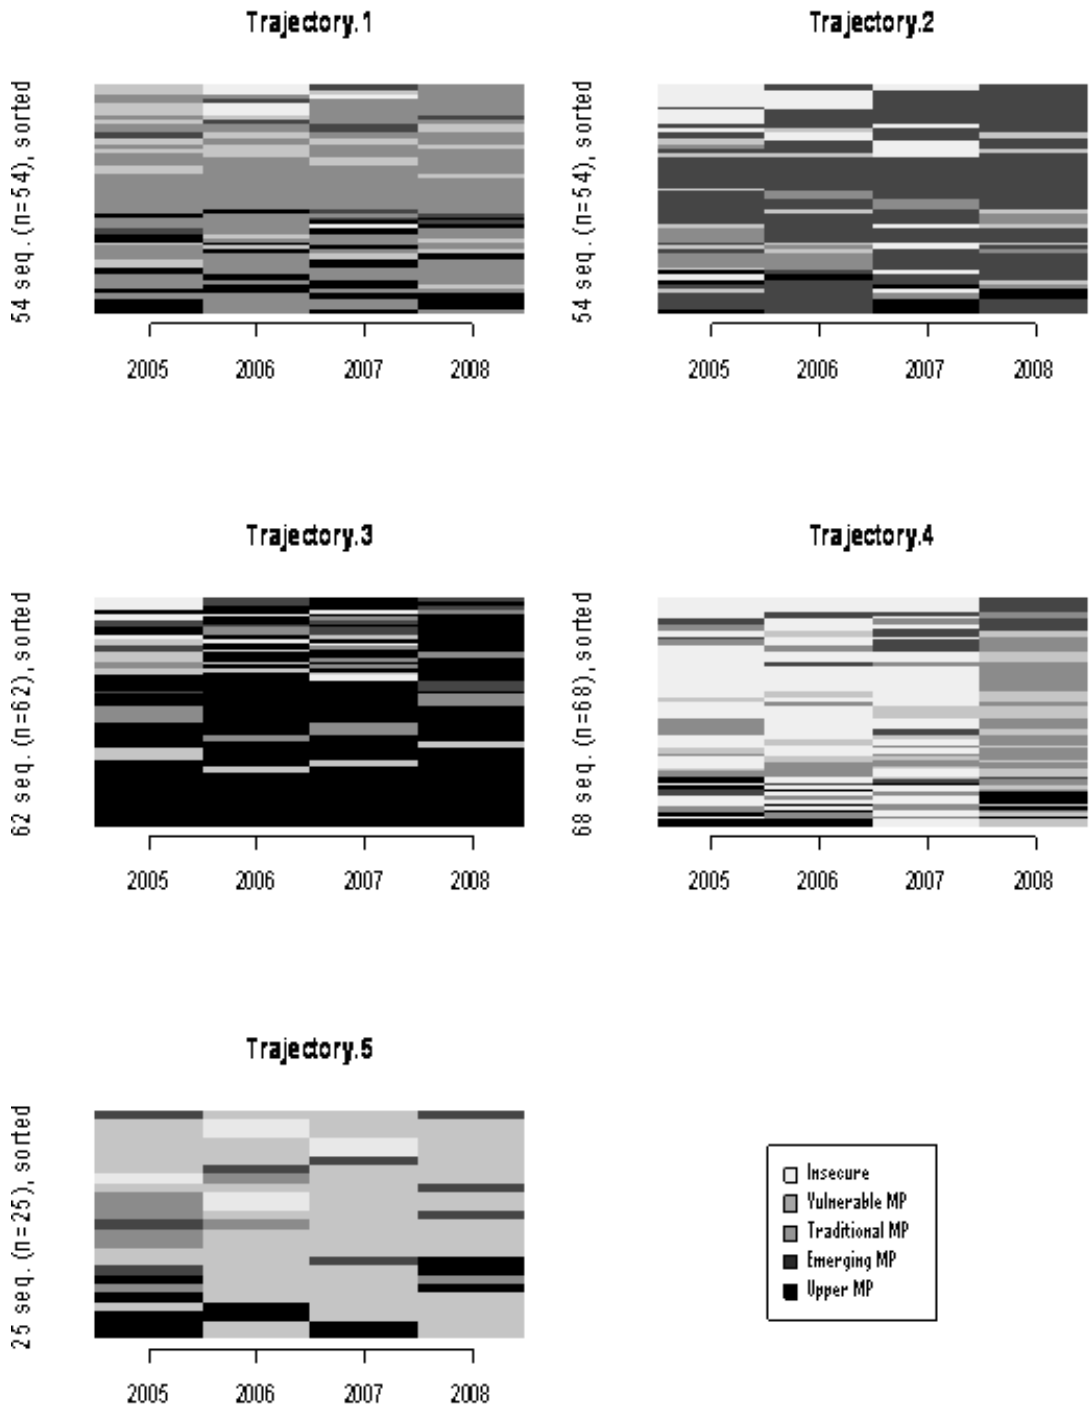 Trajectory.1
Trajectory.2
54 seq. (n=54), sorted
2005 2006 2007 2008
54 seq. (n=54), sorted
2005 2006 2007 2008
Trajectory.3
Trajectory.4
62 seq. (n=62), sorted
2005 2006 2007 2008
68 seq. (n=68), sorted
2005 2006 2007 2008
Trajectory.5
25 seq. (n=25), sorted
2005 2006 2007 2008
Insecure
Vulnerable MP
Traditional MP
Emerging MP
Upper MP